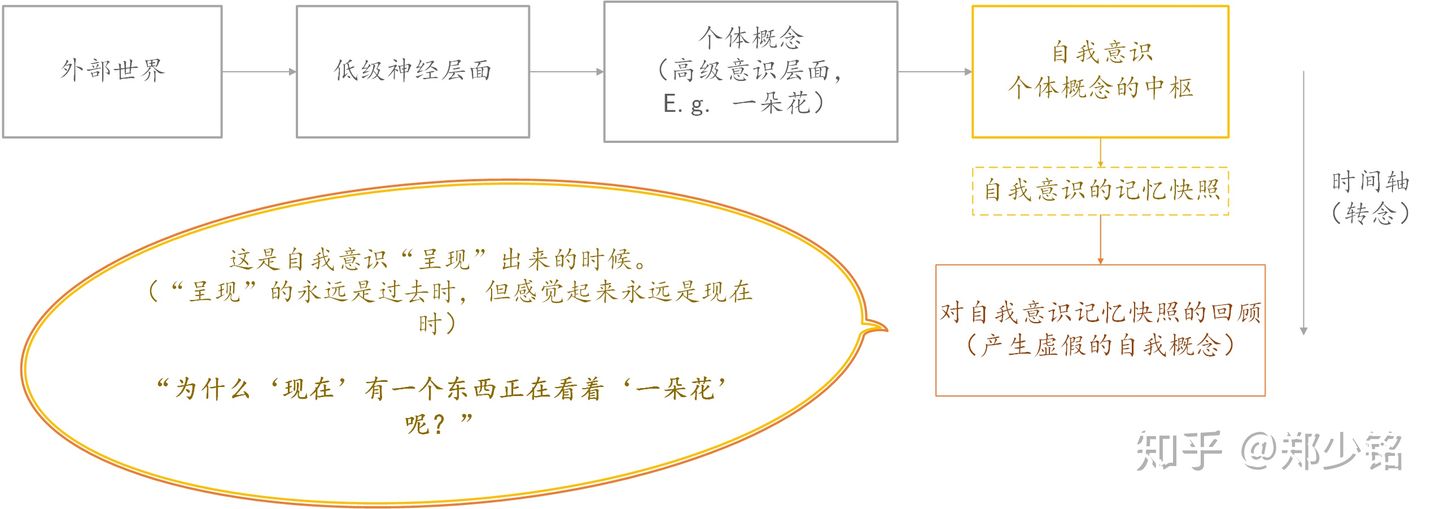 外部世界
低级神经层面
个体概念
（高级意识层面，
E.g. 一朵花）
自我意识
个体概念的中枢
自我意识的记忆快照
时间轴
（转念）
对自我意识记忆快照的回顾
（产生虚假的自我概念）
这是自我意识“呈现”出来的时候。
（“呈现”的永远是过去时，但感觉起来永远是现在
时）
“为什么‘现在’有一个东西正在看着‘一朵花’
呢？”
知乎 @郑少铭